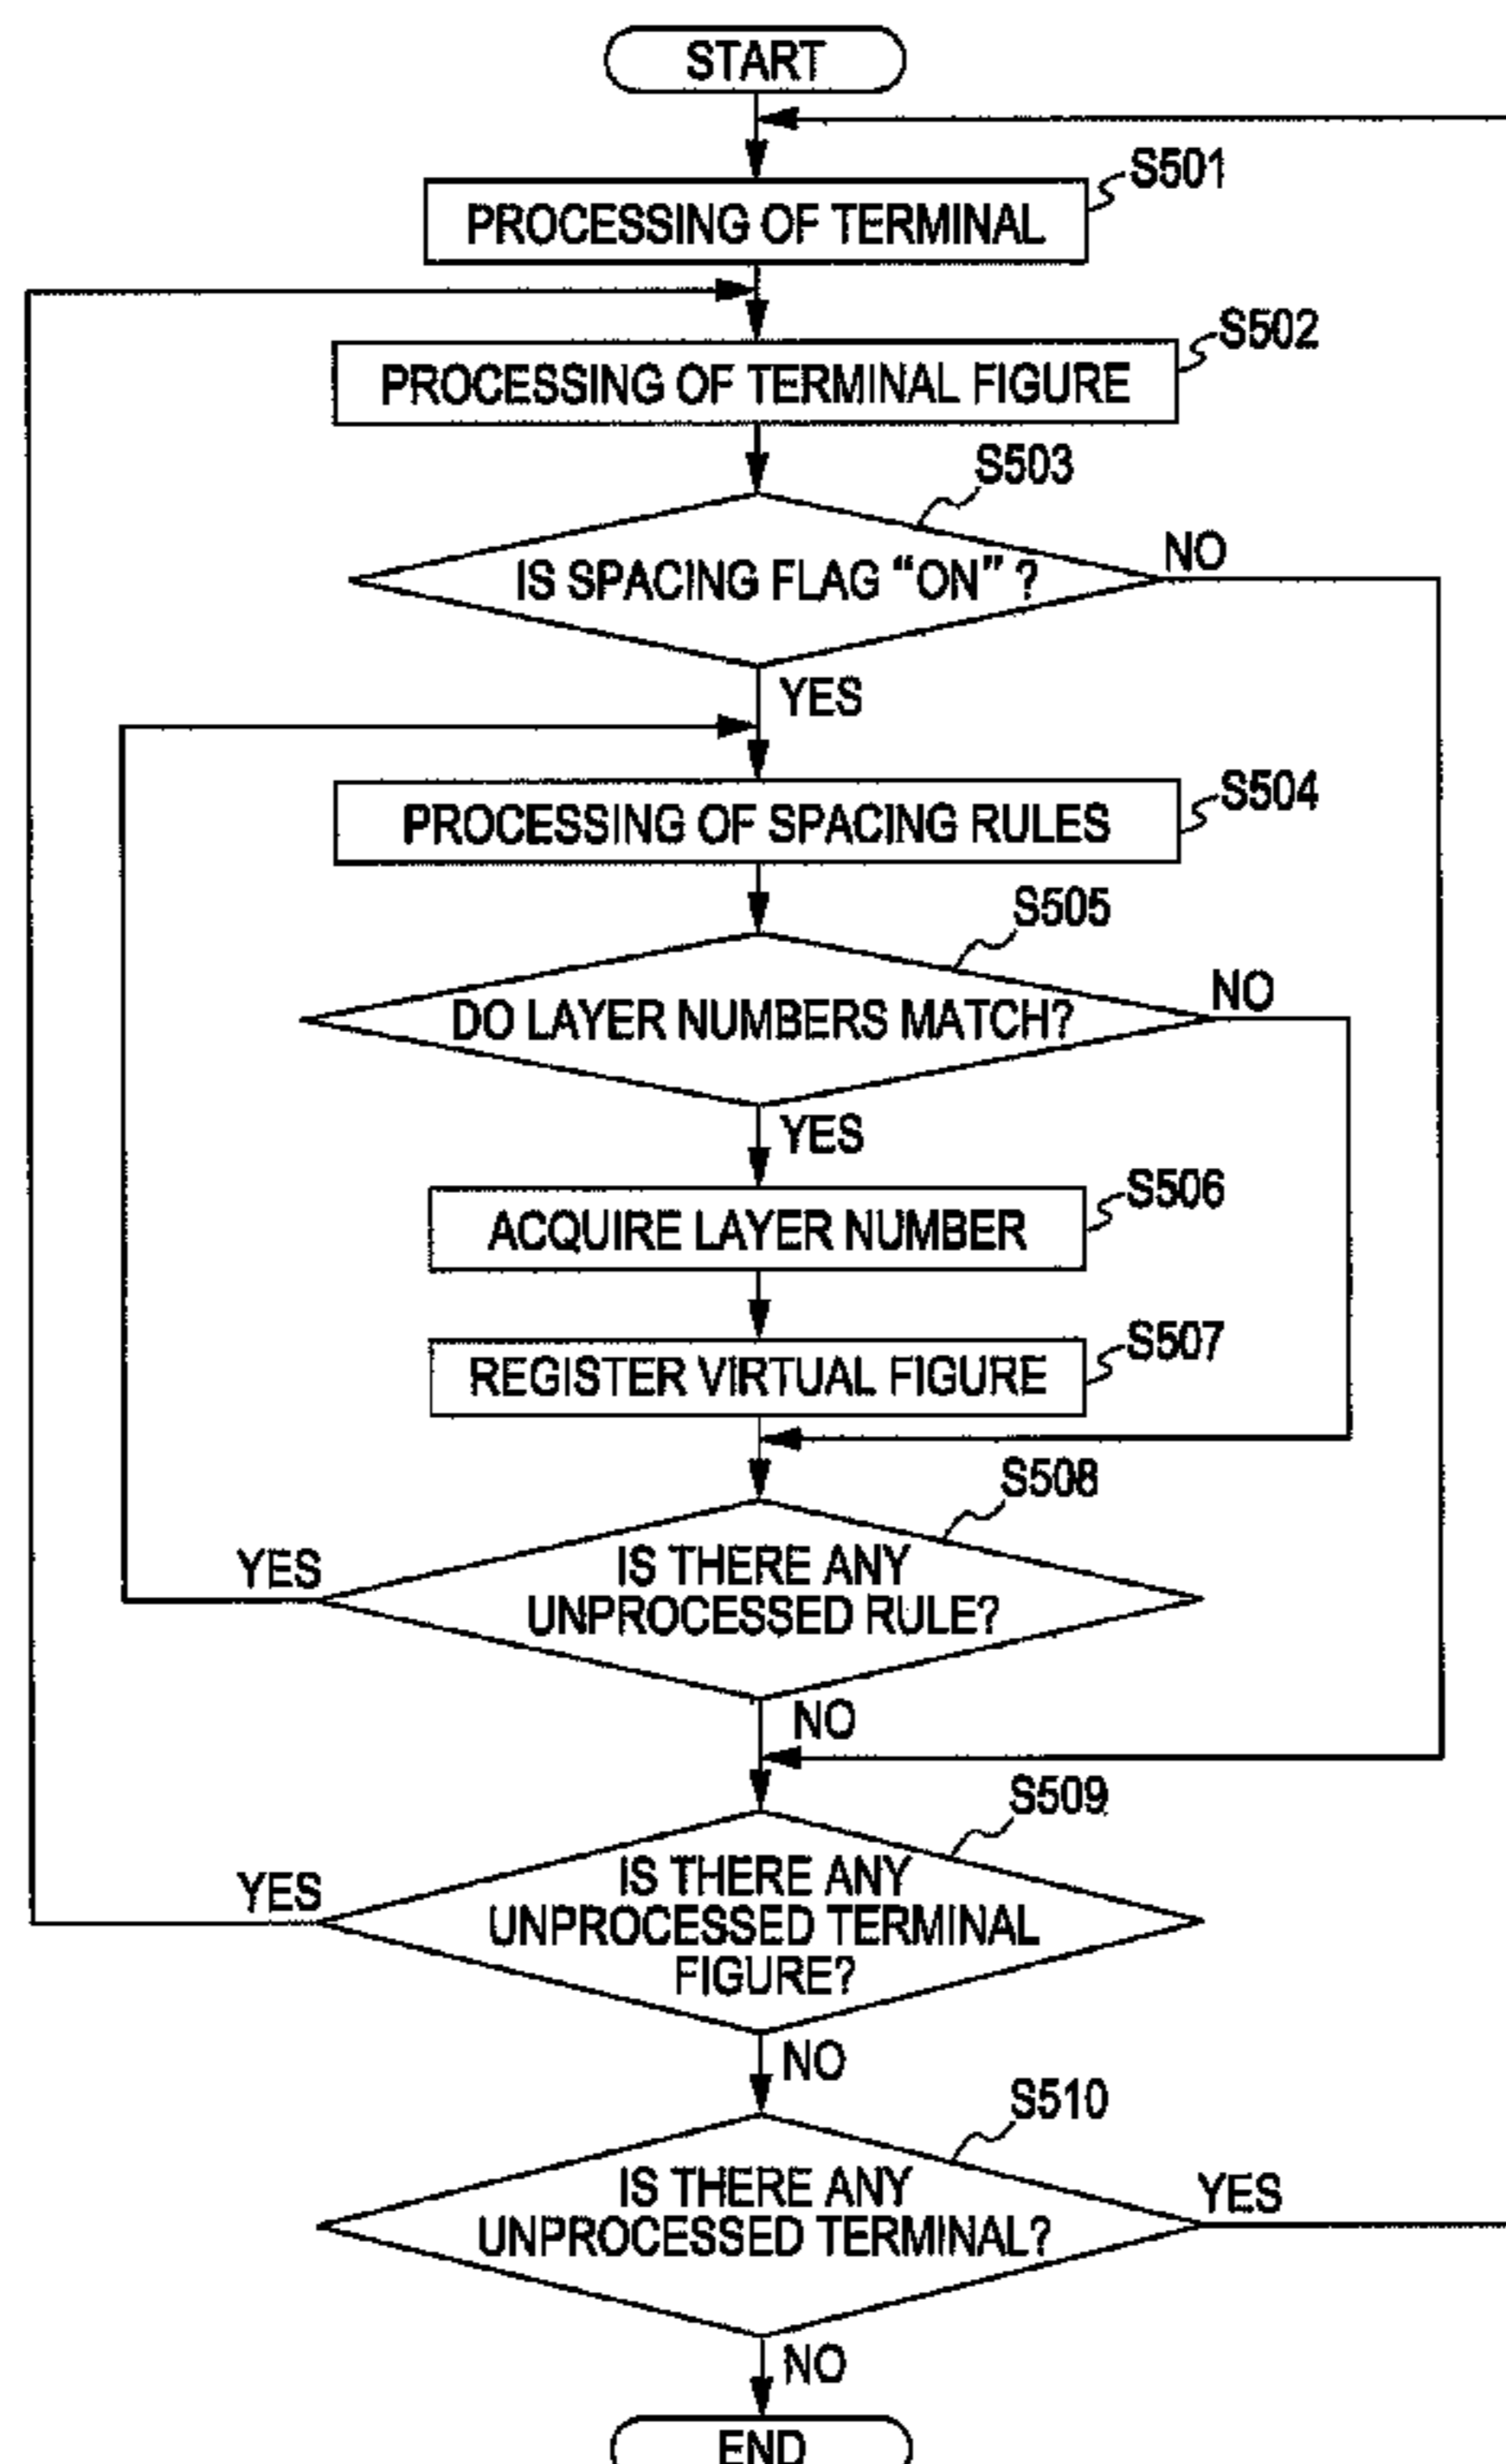 START
S501
PROCESSING OF TERMINAL
S502
PROCESSING OF TERMINAL FIGURE
S503
IS SPACING FLAG “ON” ?
NO
YES
S504
PROCESSING OF SPACING RULES
S505
DO LAYER NUMBERS MATCH?
NO
YES
S506
ACQUIRE LAYER NUMBER
S507
REGISTER VIRTUAL FIGURE
S508
IS THERE ANY
UNPROCESSED RULE?
YES
NO
S509
IS THERE ANY
UNPROCESSED TERMINAL
FIGURE?
YES
NO
S510
IS THERE ANY
UNPROCESSED TERMINAL?
YES
NO
END